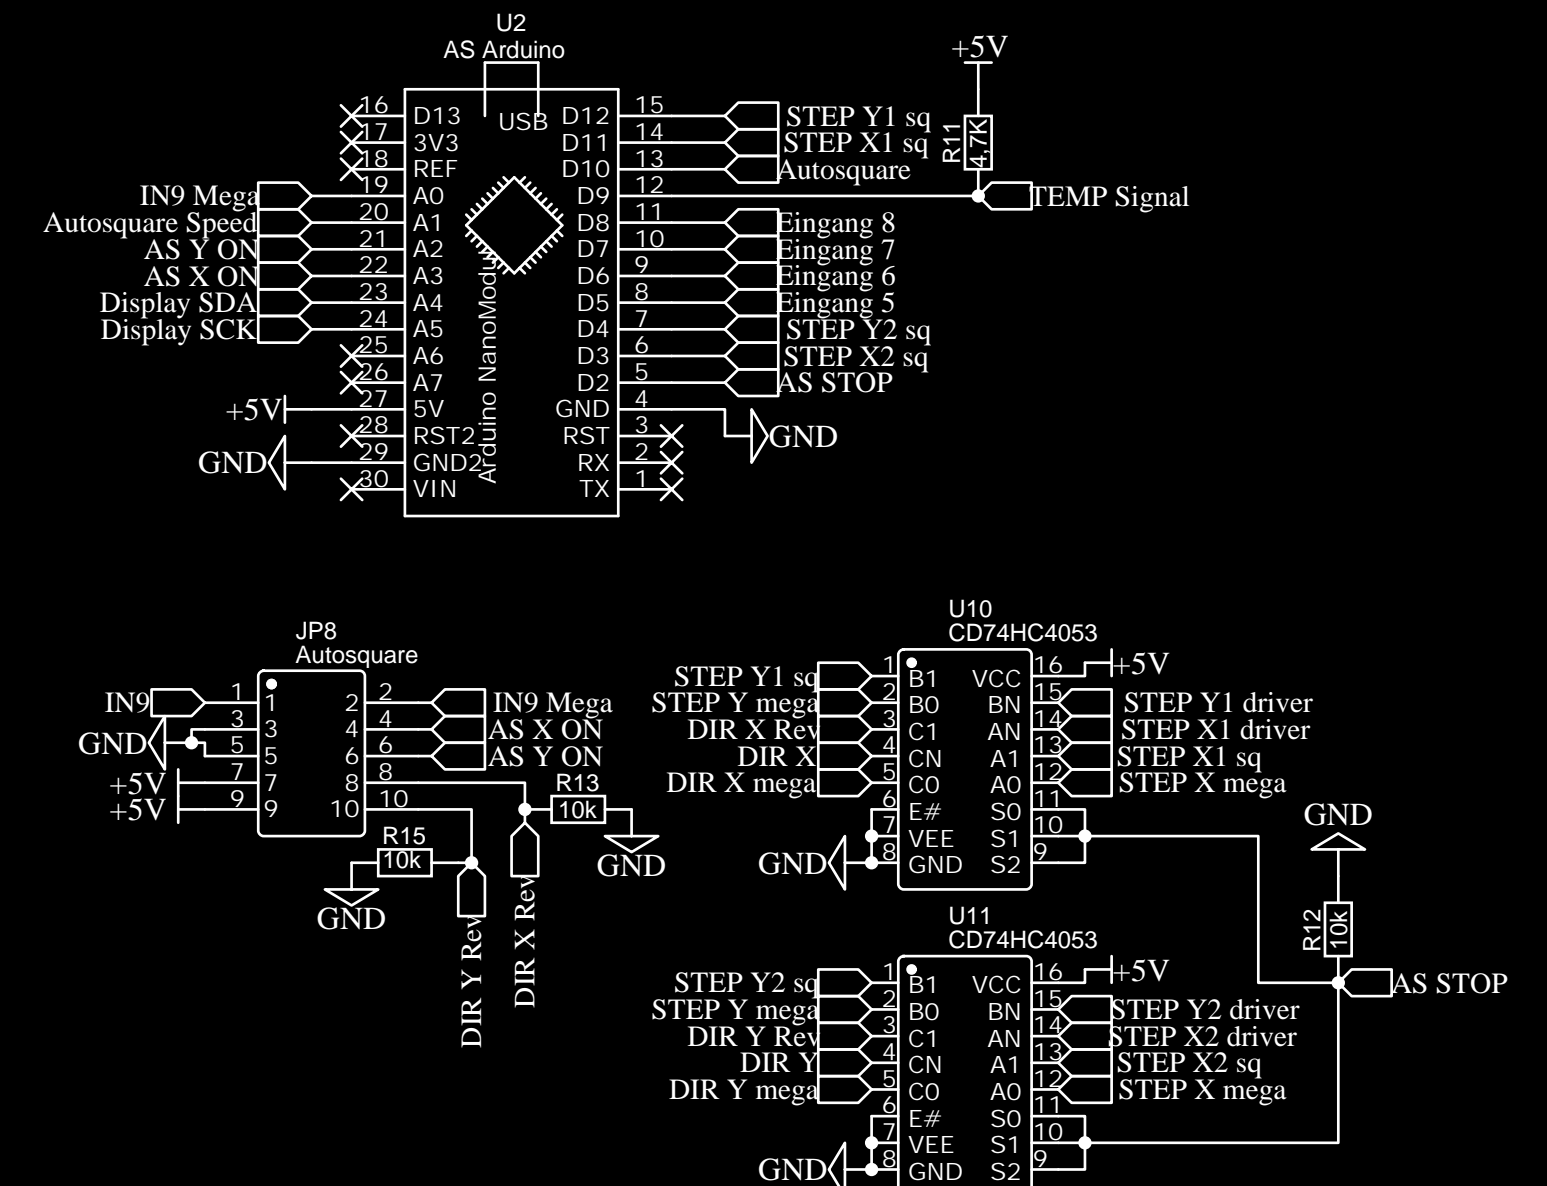 U2
AS Arduino
USB
Arduino NanoModul
16 D13
17 3V3
18 REF
IN9 Mega 19 A0
Autosquare Speed 20 A1
AS Y ON 21 A2
AS X ON 22 A3
Display SDA 23 A4
Display SCK 24 A5
25 A6
26 A7
+5V 27 5V
28 RST2
GND 29 GND2
30 VIN
D12 15 STEP Y1 sq
D11 14 STEP X1 sq
D10 13 Autosquare
D9 12 TEMP Signal
D8 11 Eingang 8
D7 10 Eingang 7
D6 9 Eingang 6
D5 8 Eingang 5
D4 7 STEP Y2 sq
D3 6 STEP X2 sq
D2 5 AS STOP
GND 4 GND
RST 3
RX 2
TX 1
+5V
R11
4,7K
JP8
Autosquare
IN9 1 1
GND 3 3
5 5
+5V 7 7
+5V 9 9
2 2 IN9 Mega
4 4 AS X ON
6 6 AS Y ON
8 8
10 10
R13
10k
GND
R15
10k
GND
DIR Y Rev
DIR X Rev
U10
CD74HC4053
STEP Y1 sq 1 B1
STEP Y mega 2 B0
DIR X Rev 3 C1
DIR X 4 CN
DIR X mega 5 C0
6 E#
7 VEE
GND 8 GND
VCC 16 +5V
BN 15 STEP Y1 driver
AN 14 STEP X1 driver
A1 13 STEP X1 sq
A0 12 STEP X mega
S0 11
S1 10
S2 9
GND
R12
10k
AS STOP
U11
CD74HC4053
STEP Y2 sq 1 B1
STEP Y mega 2 B0
DIR Y Rev 3 C1
DIR Y 4 CN
DIR Y mega 5 C0
6 E#
7 VEE
GND 8 GND
VCC 16 +5V
BN 15 STEP Y2 driver
AN 14 STEP X2 driver
A1 13 STEP X2 sq
A0 12 STEP X mega
S0 11
S1 10
S2 9